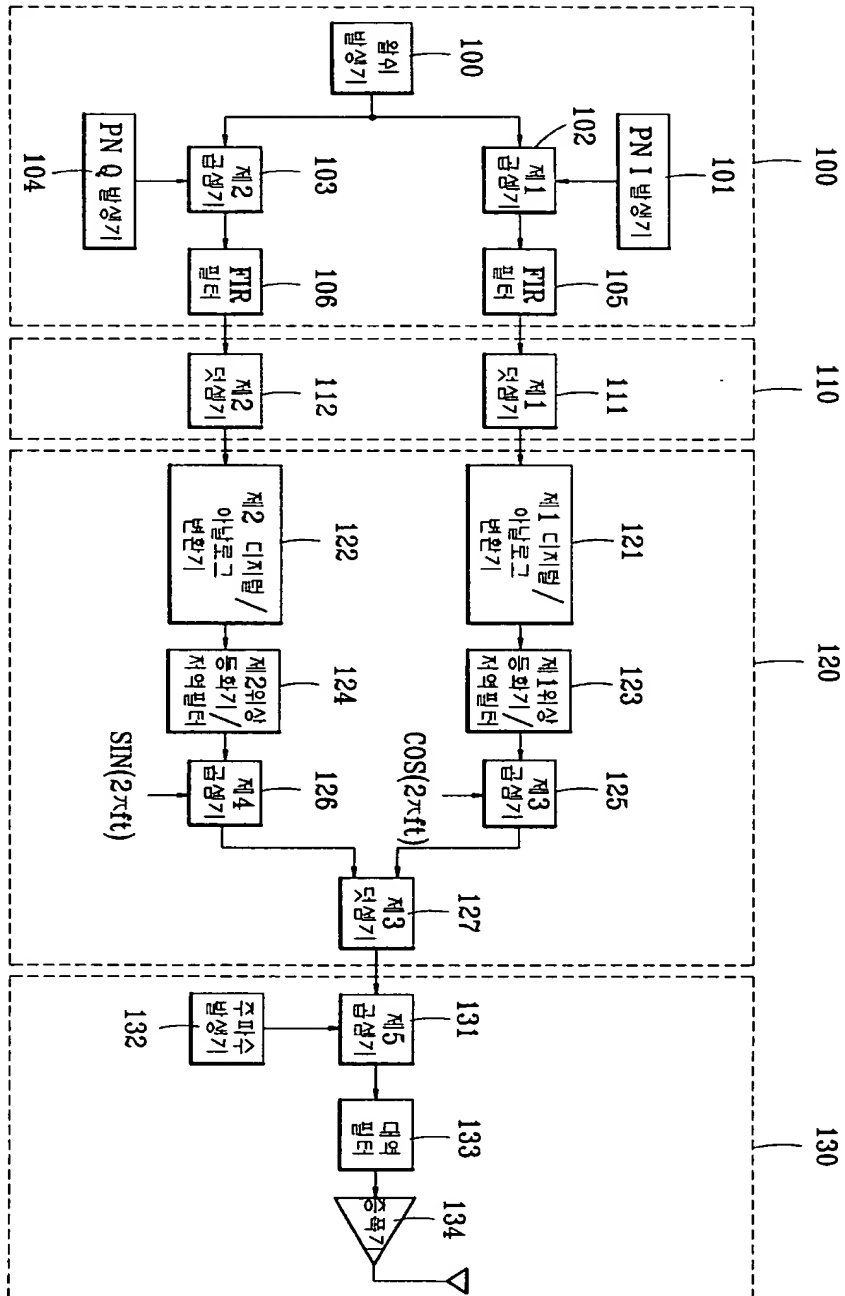 100
110
120
130
101
PN I 발생기
102
제1
곱셈기
105
FIR
필터
111
제1
덧셈기
121
제1 디지털/
아날로그
변환기
123
제1위상
등화기/
저역필터
125
제3
곱셈기
COS(2πft)
100
왈쉬
발생기
127
제3
덧셈기
131
제5
곱셈기
133
대역
필터
134
증폭기
103
제2
곱셈기
106
FIR
필터
112
제2
덧셈기
122
제2 디지털/
아날로그
변환기
124
제2위상
등화기/
저역필터
126
제4
곱셈기
SIN(2πft)
132
주파수
발생기
104
PN Q 발생기